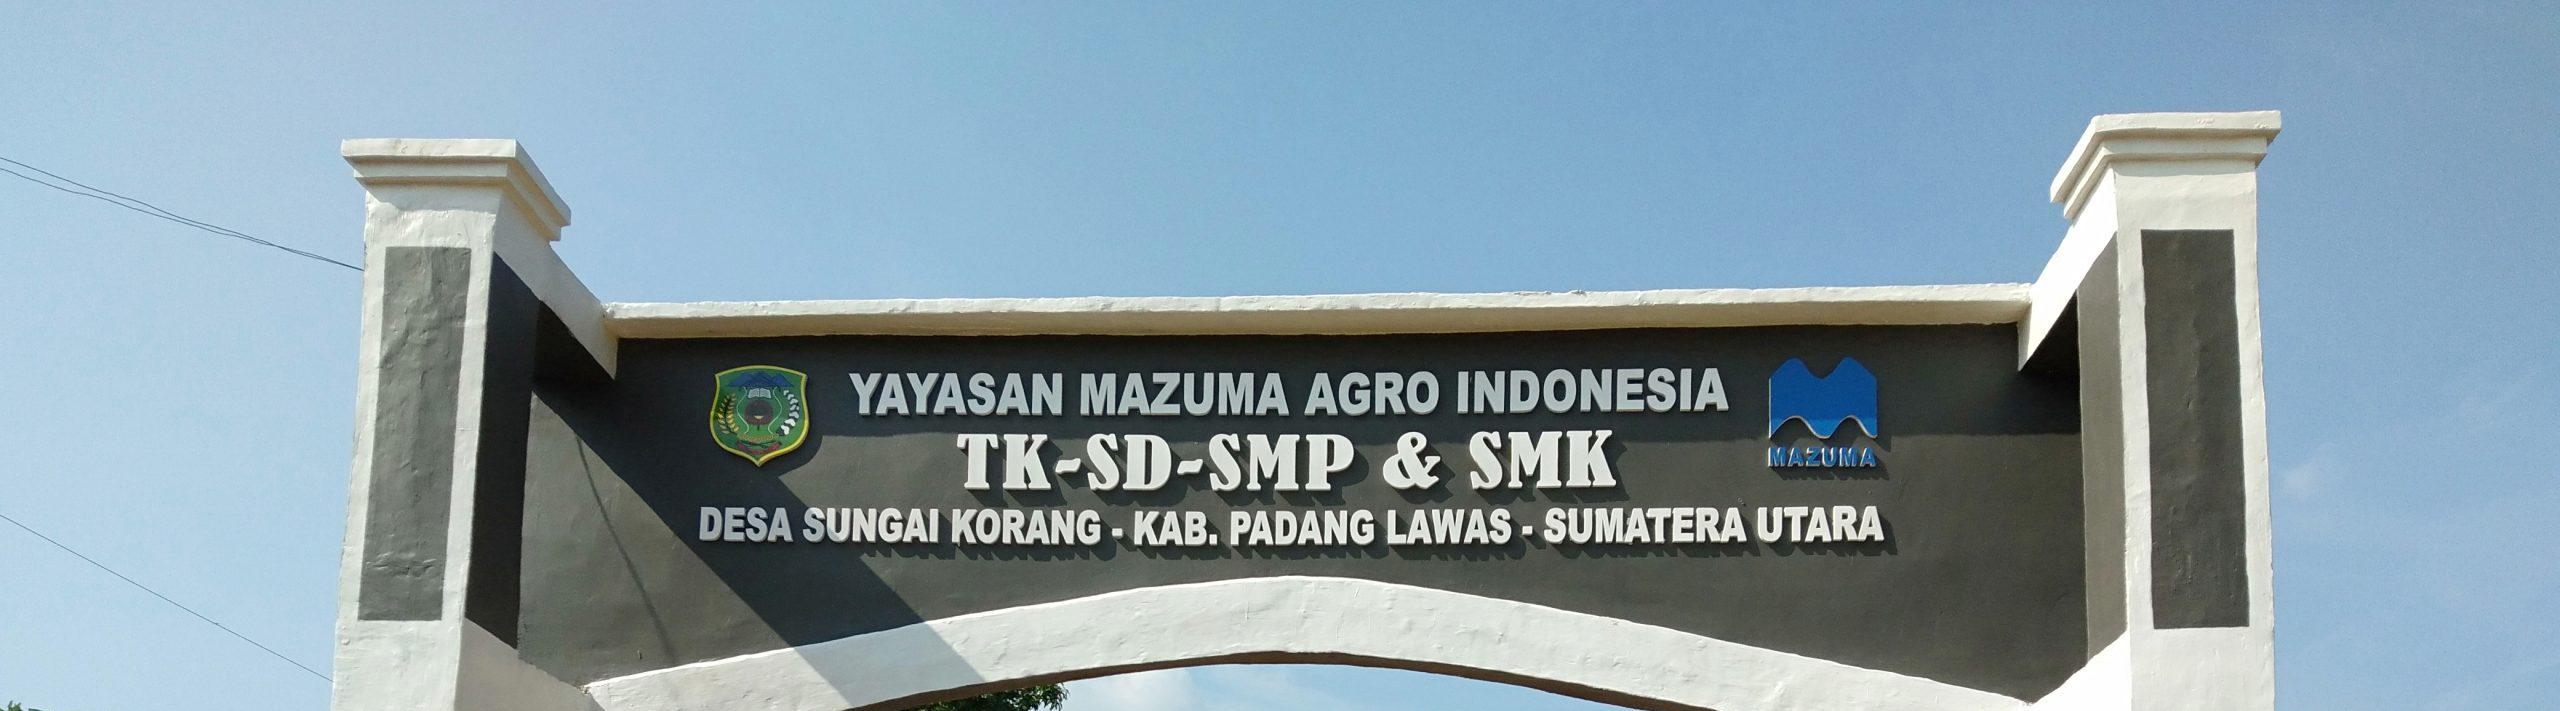 YAYASAN MAZUMA AGRO INDONESIA
TK-SD-SMP & SMK
DESA SUNGAI KORANG - KAB. PADANG LAWAS - SUMATERA UTARA
MAZUMA